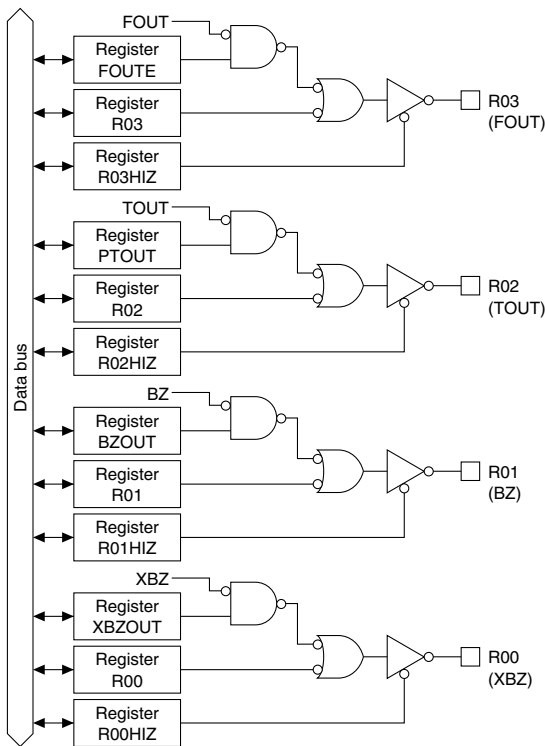 FOUT
Register
FOUTE
Register
R03
Register
R03HIZ
R03
(FOUT)
TOUT
Register
PTOUT
Register
R02
Register
R02HIZ
R02
(TOUT)
Data bus
BZ
Register
BZOUT
Register
R01
Register
R01HIZ
R01
(BZ)
XBZ
Register
XBZOUT
Register
R00
Register
R00HIZ
R00
(XBZ)